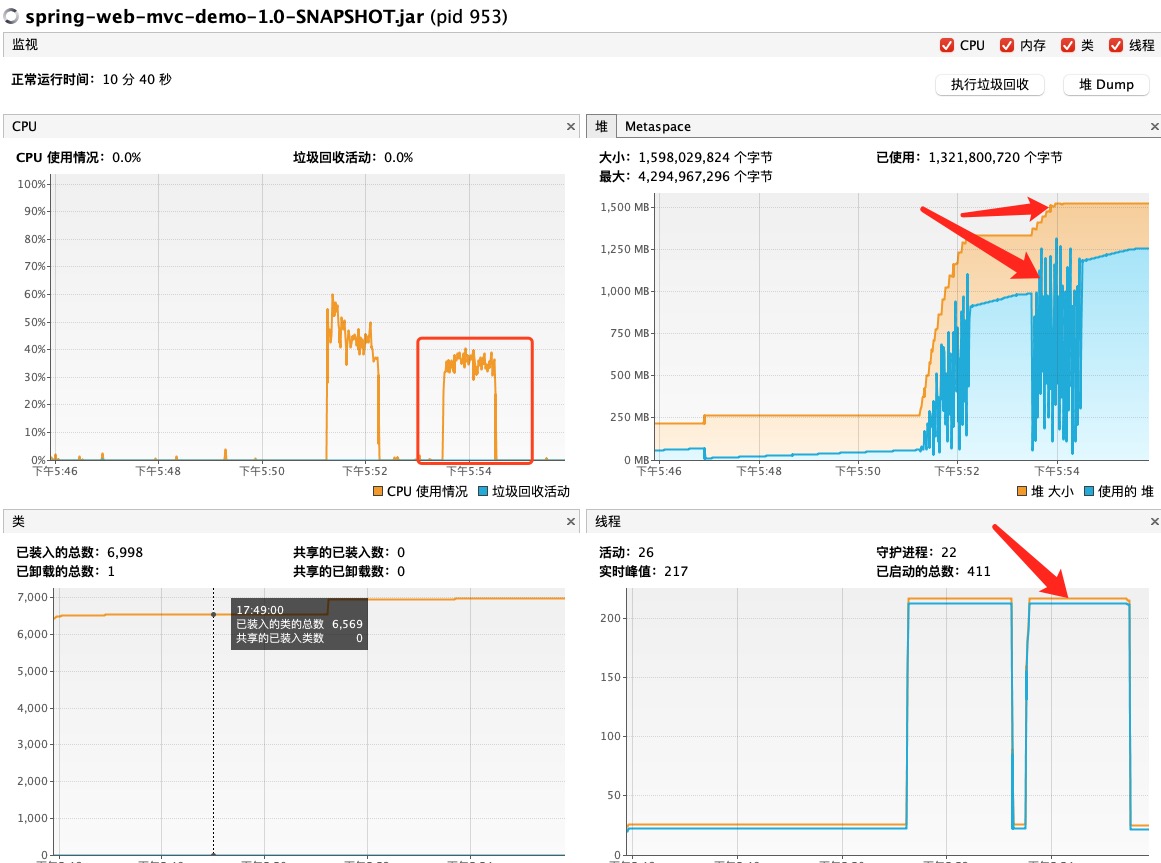 spring-web-mvc-demo-1.0-SNAPSHOT.jar (pid 953)
监视
CPU 内存 类 线程
正常运行时间：10 分 40 秒
执行垃圾回收 堆 Dump
CPU
CPU 使用情况：0.0% 垃圾回收活动：0.0%
100%
90%
80%
70%
60%
50%
40%
30%
20%
10%
0%
下午5:46 下午5:48 下午5:50 下午5:52 下午5:54
CPU 使用情况 垃圾回收活动
堆 Metaspace
大小：1,598,029,824 个字节 已使用：1,321,800,720 个字节
最大：4,294,967,296 个字节
1,500 MB
1,250 MB
1,000 MB
750 MB
500 MB
250 MB
0 MB
下午5:46 下午5:48 下午5:50 下午5:52 下午5:54
堆 大小 使用的 堆
类
已装入的总数：6,998 共享的已装入数：0
已卸载的总数：1 共享的已卸载数：0
7,000
6,000
5,000
4,000
3,000
2,000
1,000
0
17:49:00
已装入的类的总数 6,569
共享的已装入类数 0
线程
活动：26 守护进程：22
实时峰值：217 已启动的总数：411
200
150
100
50
0